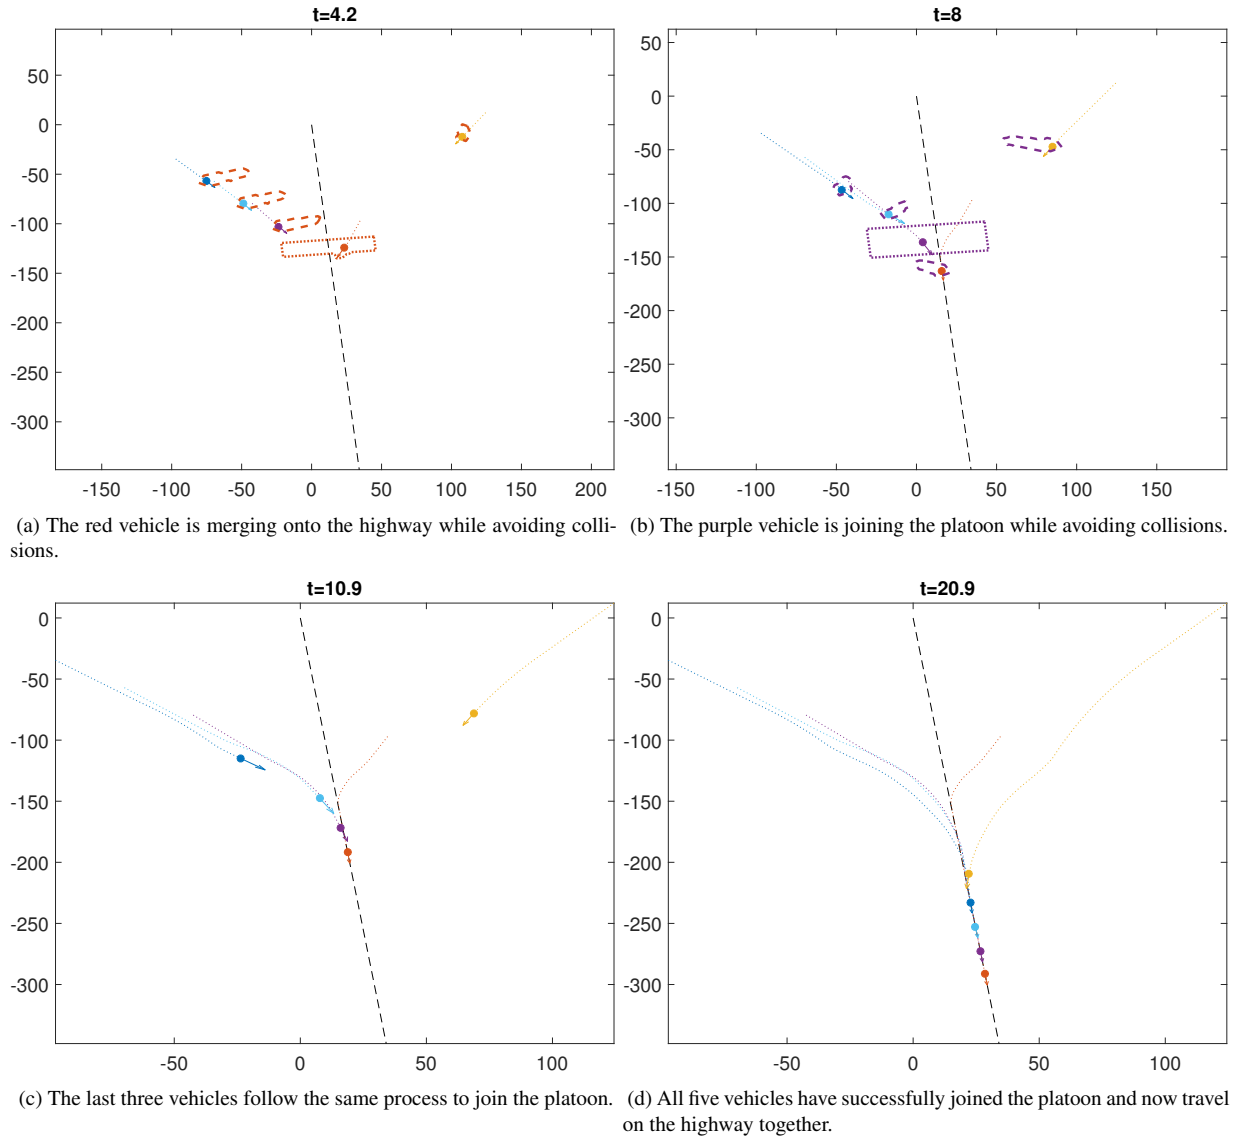 t=4.2
50
0
-50
-100
-150
-200
-250
-300
-150 -100 -50 0 50 100 150 200
(a) The red vehicle is merging onto the highway while avoiding colli-
sions.
t=8
50
0
-50
-100
-150
-200
-250
-300
-150 -100 -50 0 50 100 150
(b) The purple vehicle is joining the platoon while avoiding collisions.
t=10.9
0
-50
-100
-150
-200
-250
-300
-50 0 50 100
(c) The last three vehicles follow the same process to join the platoon.
t=20.9
0
-50
-100
-150
-200
-250
-300
-50 0 50 100
(d) All five vehicles have successfully joined the platoon and now travel
on the highway together.